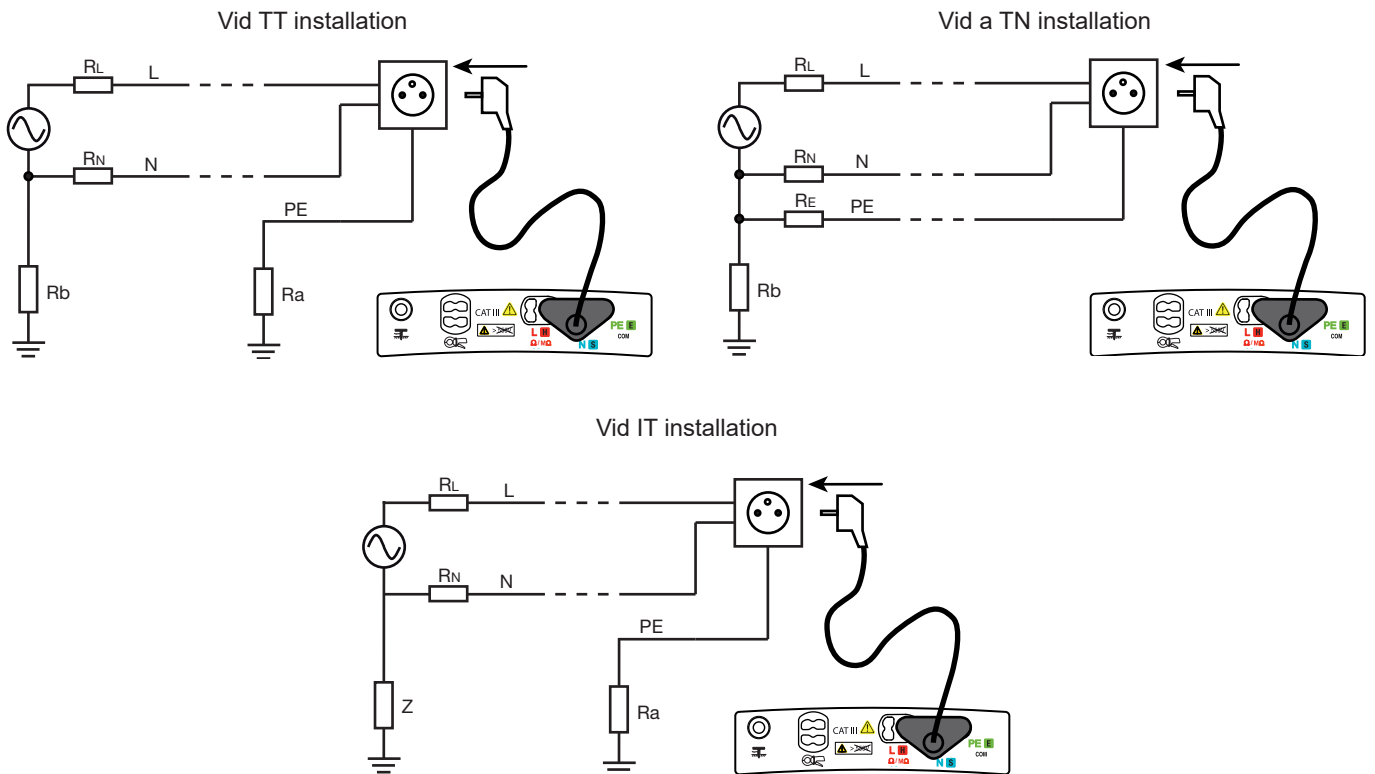 Vid TT installation
RL
L
RN
N
PE
Rb
Ra
CAT III
L H
Ω/MΩ
N S
PE E
COM
Vid a TN installation
RL
L
RN
N
RE
PE
Rb
CAT III
L H
Ω/MΩ
N S
PE E
COM
Vid IT installation
RL
L
RN
N
PE
Z
Ra
CAT III
L H
Ω/MΩ
N S
PE E
COM